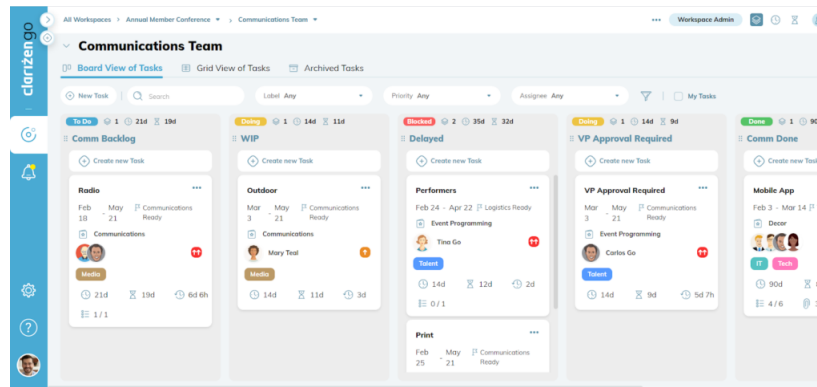 clarizengo
All Workspaces > Annual Member Conference > Communications Team
Workspace Admin
Communications Team
Board View of Tasks Grid View of Tasks Archived Tasks
New Task Search Label Any Priority Any Assignee Any My Tasks
To Do 1 21d 19d
Comm Backlog
Create new Task
Radio
Feb 18 - May 21 Communications Ready
Communications
Media
21d 19d 6d 6h
1/1
Doing 1 14d 11d
WIP
Create new Task
Outdoor
Mar 3 - May 21 Communications Ready
Communications
Mary Teal
Media
14d 11d 3d
Blocked 2 35d 32d
Delayed
Create new Task
Performers
Feb 24 - Apr 22 Logistics Ready
Event Programming
Tina Go
Talent
14d 12d 2d
0/1
Print
Feb 25 - May 21 Communications Ready
Doing 1 14d 9d
VP Approval Required
Create new Task
VP Approval Required
Mar 3 - May 21 Communications Ready
Event Programming
Carlos Go
Talent
14d 9d 5d 7h
Done 1 90
Comm Done
Create new Task
Mobile App
Feb 3 - Mar 14
Decor
IT Tech
90d
4/6